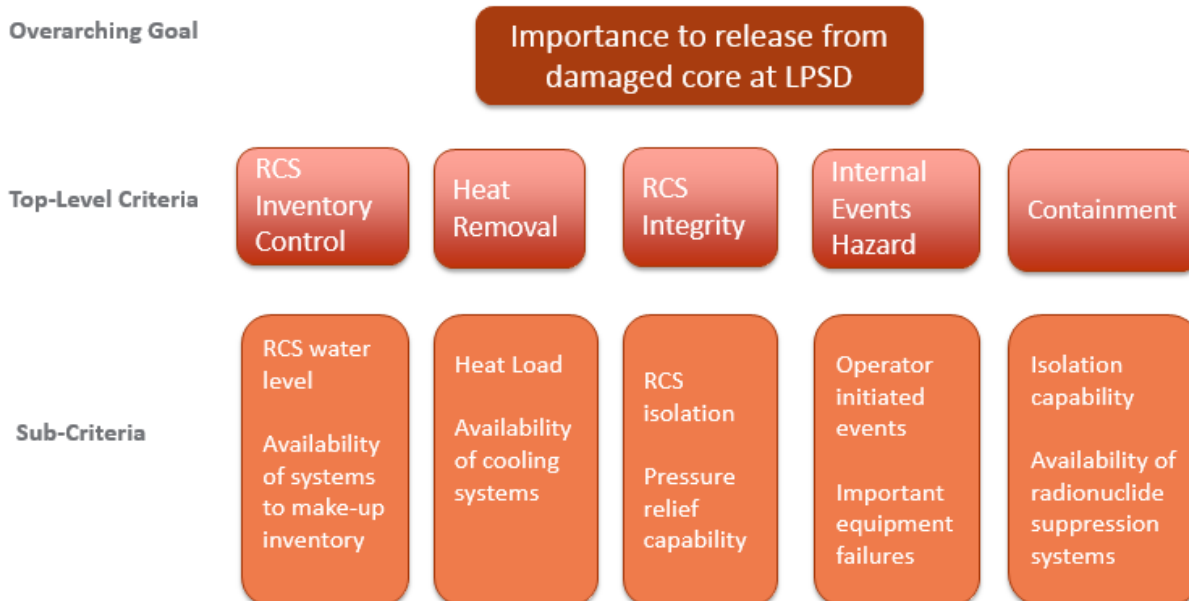 Overarching Goal
Importance to release from
damaged core at LPSD
Top-Level Criteria
RCS
Inventory
Control
Heat
Removal
RCS
Integrity
Internal
Events
Hazard
Containment
Sub-Criteria
RCS water
level
Availability
of systems
to make-up
inventory
Heat Load
Availability
of cooling
systems
RCS
isolation
Pressure
relief
capability
Operator
initiated
events
Important
equipment
failures
Isolation
capability
Availability of
radionuclide
suppression
systems